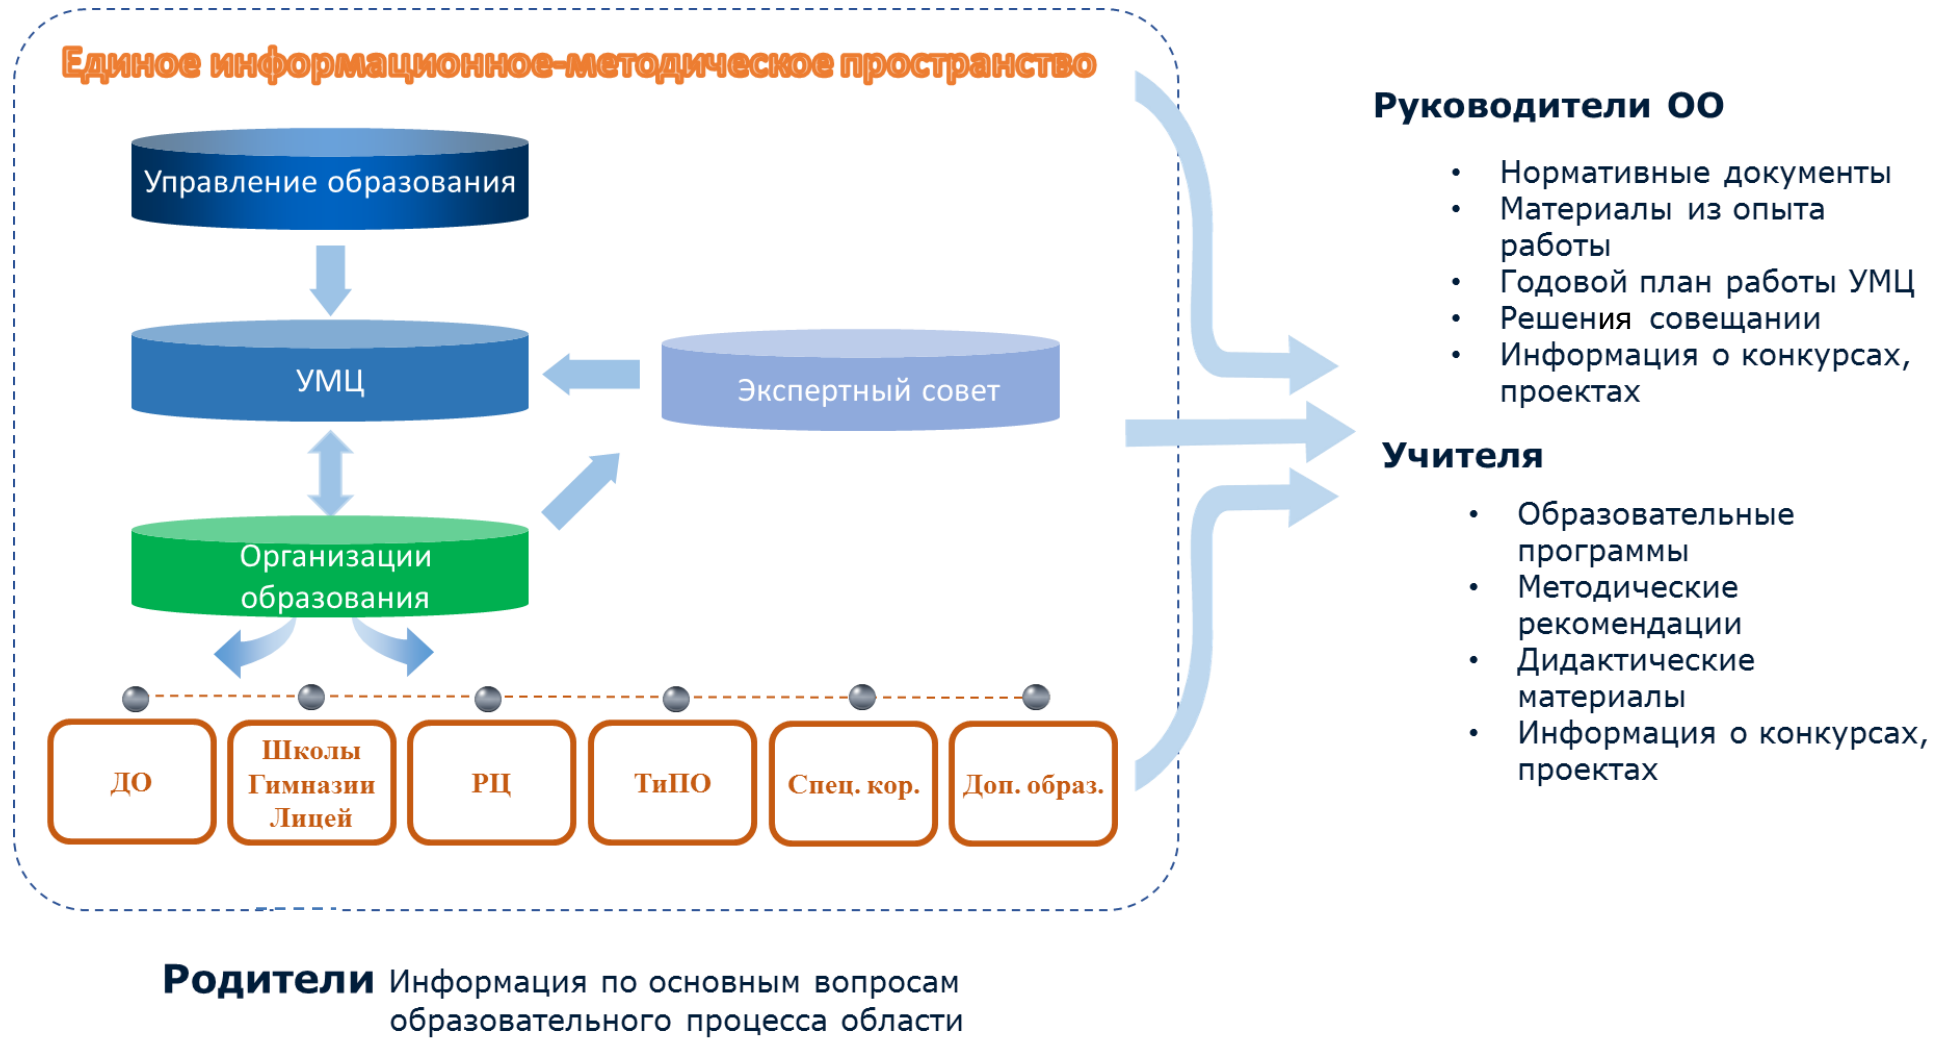 Единое информационное-методическое пространство
Управление образования
УМЦ
Экспертный совет
Организации
образования
ДО
Школы
Гимназии
Лицей
РЦ
ТиПО
Спец. кор.
Доп. образ.
Руководители ОО
• Нормативные документы
• Материалы из опыта
работы
• Годовой план работы УМЦ
• Решения совещании
• Информация о конкурсах,
проектах
Учителя
• Образовательные
программы
• Методические
рекомендации
• Дидактические
материалы
• Информация о конкурсах,
проектах
Родители Информация по основным вопросам
образовательного процесса области